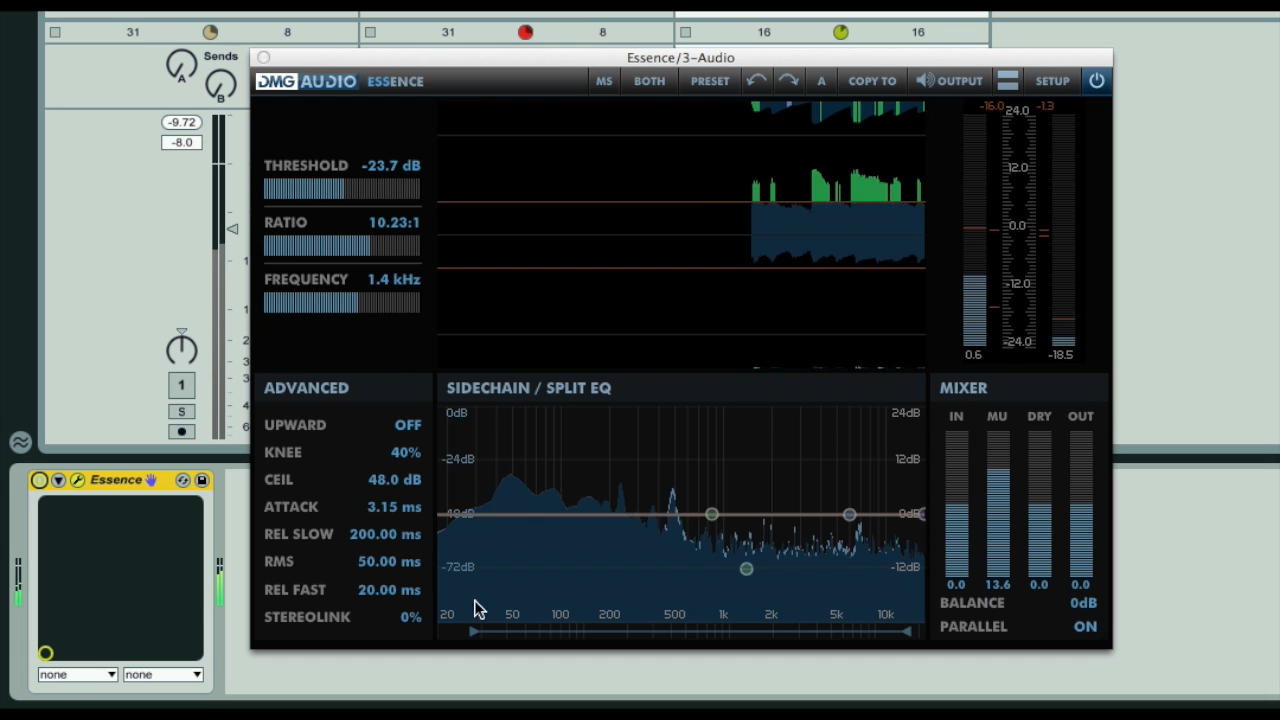 31 8 31 8 16 16
Sends
A
B
-9.72
-8.0
1
S
Essence/3-Audio
DMG AUDIO ESSENCE MS BOTH PRESET A COPY TO OUTPUT SETUP
THRESHOLD -23.7 dB
RATIO 10.23:1
FREQUENCY .4 kHz
-16.0 24.0 -1.3
12.0
0.0
-12.0
-24.0
0.6 -18.5
ADVANCED
UPWARD OFF
KNEE 40%
CEIL 48.0 dB
ATTACK 3.15 ms
REL SLOW 200.00 ms
RMS 50.00 ms
REL FAST 20.00 ms
STEREOLINK 0%
SIDECHAIN / SPLIT EQ
0dB 24dB
-24dB 12dB
-48dB 0dB
-72dB -12dB
20 50 100 200 500 1k 2k 5k 10k
MIXER
IN MU DRY OUT
0.0 13.6 0.0 0.0
BALANCE 0dB
PARALLEL ON
Essence
none none